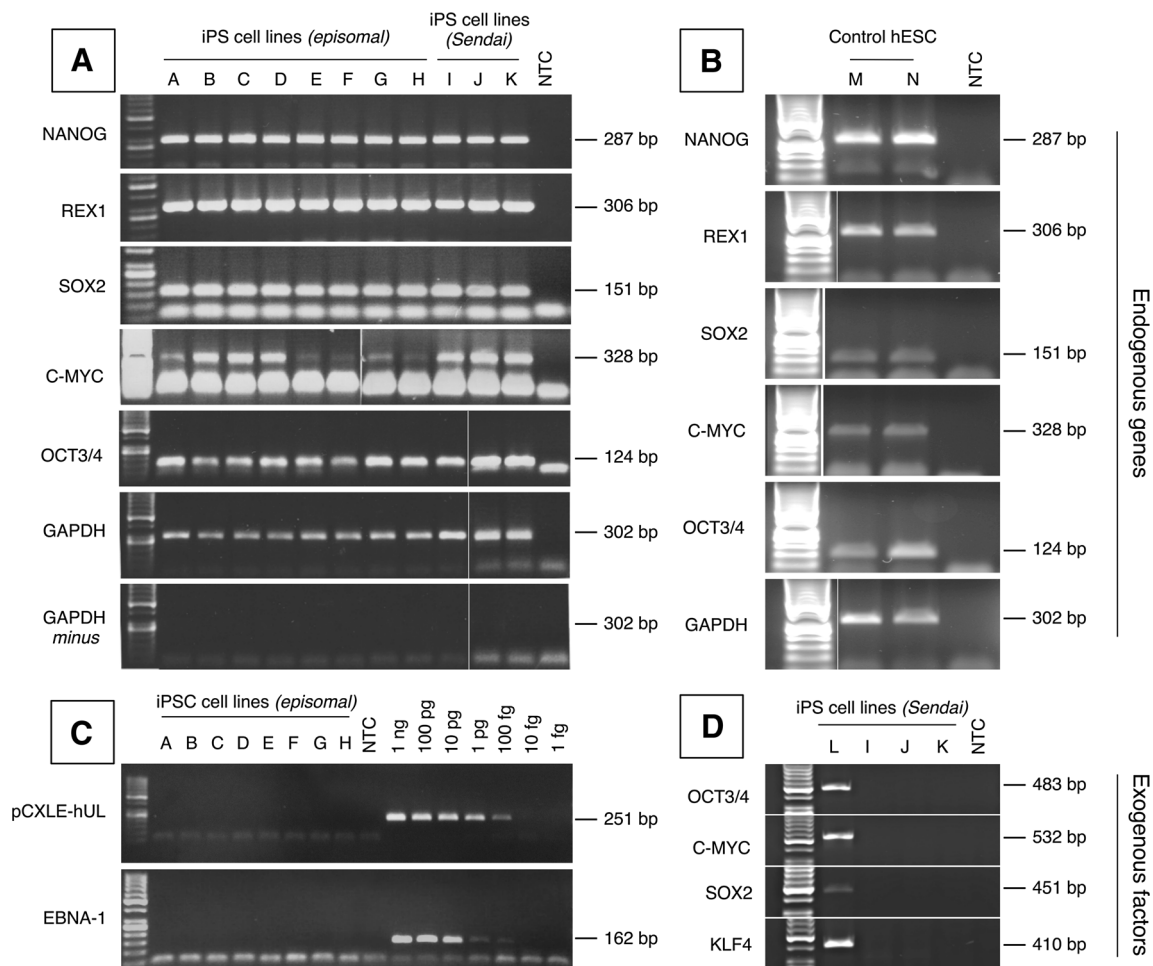 A
iPS cell lines (episomal)
iPS cell lines
(Sendai)
A B C D E F G H I J K NTC
NANOG 287 bp
REX1 306 bp
SOX2 151 bp
C-MYC 328 bp
OCT3/4 124 bp
GAPDH 302 bp
GAPDH
minus 302 bp
B
Control hESC
M N NTC
NANOG 287 bp
REX1 306 bp
SOX2 151 bp
C-MYC 328 bp
OCT3/4 124 bp
GAPDH 302 bp
Endogenous genes
C
iPSC cell lines (episomal)
A B C D E F G H NTC 1 ng 100 pg 10 pg 1 pg 100 fg 10 fg 1 fg
pCXLE-hUL 251 bp
EBNA-1 162 bp
D
iPS cell lines (Sendai)
L I J K NTC
OCT3/4 483 bp
C-MYC 532 bp
SOX2 451 bp
KLF4 410 bp
Exogenous factors